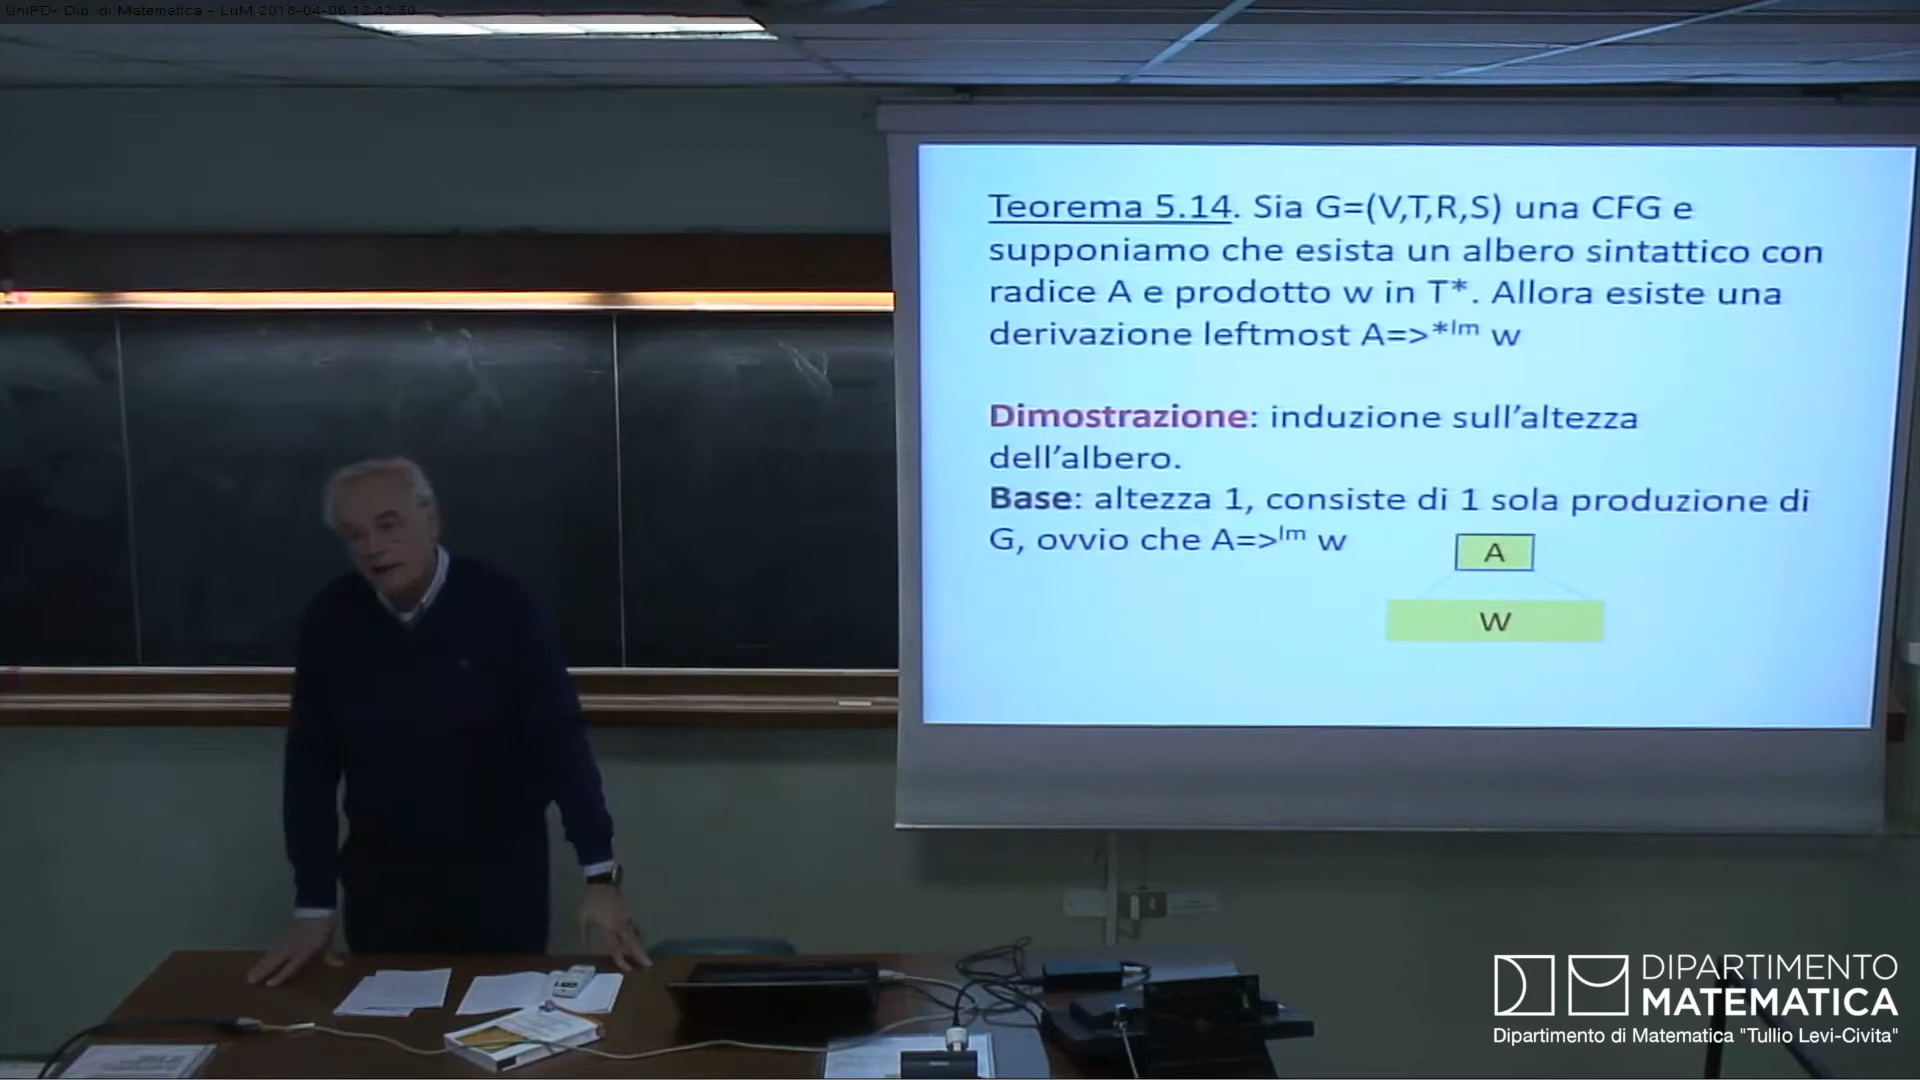 UniPD- Dip. di Matematica - LuM 2018-04-06 12:42:59
Teorema 5.14. Sia G=(V,T,R,S) una CFG e
supponiamo che esista un albero sintattico con
radice A e prodotto w in T*. Allora esiste una
derivazione leftmost A=>*lm w
Dimostrazione: induzione sull'altezza
dell'albero.
Base: altezza 1, consiste di 1 sola produzione di
G, ovvio che A=>lm w
A
W
DIPARTIMENTO
MATEMATICA
Dipartimento di Matematica "Tullio Levi-Civita"